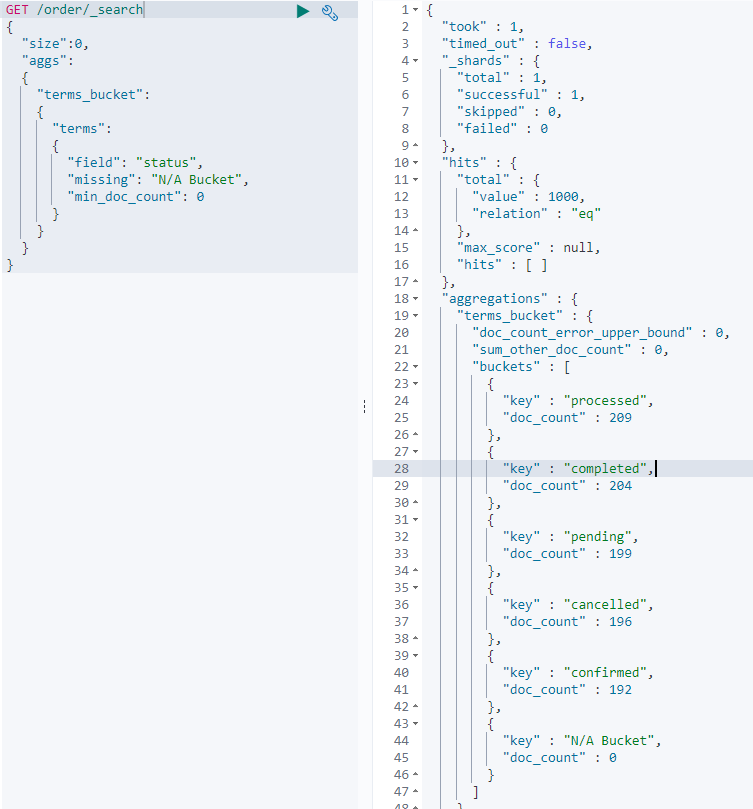 GET /order/_search
{
  "size":0,
  "aggs":
  {
    "terms_bucket":
    {
      "terms":
      {
        "field": "status",
        "missing": "N/A Bucket",
        "min_doc_count": 0
      }
    }
  }
}
1 {
2   "took" : 1,
3   "timed_out" : false,
4   "_shards" : {
5     "total" : 1,
6     "successful" : 1,
7     "skipped" : 0,
8     "failed" : 0
9   },
10   "hits" : {
11     "total" : {
12       "value" : 1000,
13       "relation" : "eq"
14     },
15     "max_score" : null,
16     "hits" : [ ]
17   },
18   "aggregations" : {
19     "terms_bucket" : {
20       "doc_count_error_upper_bound" : 0,
21       "sum_other_doc_count" : 0,
22       "buckets" : [
23         {
24           "key" : "processed",
25           "doc_count" : 209
26         },
27         {
28           "key" : "completed",
29           "doc_count" : 204
30         },
31         {
32           "key" : "pending",
33           "doc_count" : 199
34         },
35         {
36           "key" : "cancelled",
37           "doc_count" : 196
38         },
39         {
40           "key" : "confirmed",
41           "doc_count" : 192
42         },
43         {
44           "key" : "N/A Bucket",
45           "doc_count" : 0
46         }
47       ]
48     }